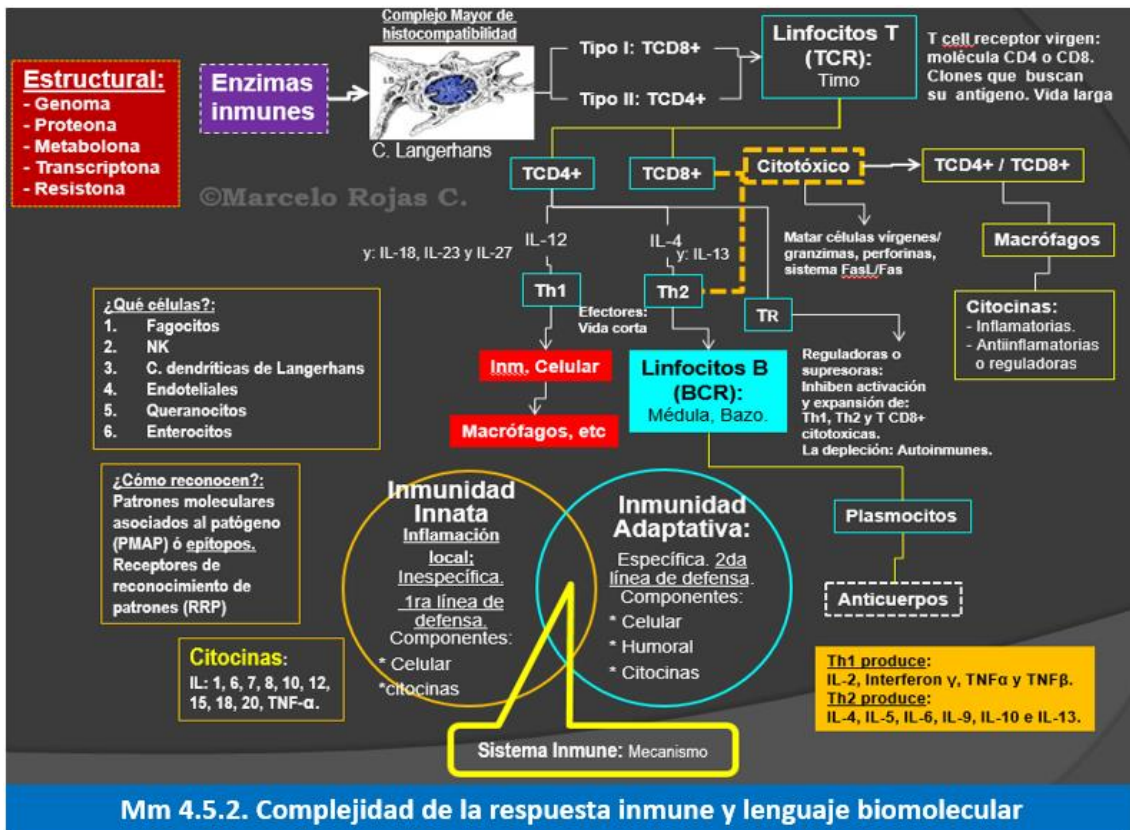 Complejo Mayor de
histocompatibilidad
Estructural:
- Genoma
- Proteona
- Metabolona
- Transcriptona
- Resistona
Enzimas
inmunes
C. Langerhans
Tipo I: TCD8+
Tipo II: TCD4+
Linfocitos T
(TCR):
Timo
T cell receptor virgen:
molécula CD4 o CD8.
Clones que buscan
su antígeno. Vida larga
©Marcelo Rojas C.
TCD4+
TCD8+
Citotóxico
TCD4+ / TCD8+
IL-12
y: IL-18, IL-23 y IL-27
IL-4
y: IL-13
Matar células vírgenes/
granzimas, perforinas,
sistema FasL/Fas
Macrófagos
Th1
Th2
TR
Efectores:
Vida corta
Citocinas:
- Inflamatorias.
- Antiinflamatorias
o reguladoras
¿Qué células?:
1. Fagocitos
2. NK
3. C. dendríticas de Langerhans
4. Endoteliales
5. Queranocitos
6. Enterocitos
Inm. Celular
Macrófagos, etc
Linfocitos B
(BCR):
Médula, Bazo.
Reguladoras o
supresoras:
Inhiben activación
y expansión de:
Th1, Th2 y T CD8+
citotoxicas.
La depleción: Autoinmunes.
¿Cómo reconocen?:
Patrones moleculares
asociados al patógeno
(PMAP) ó epítopos.
Receptores de
reconocimiento de
patrones (RRP)
Inmunidad
Innata
Inflamación
local;
Inespecífica.
1ra línea de
defensa.
Componentes:
* Celular
*citocinas
Inmunidad
Adaptativa:
Específica. 2da
línea de defensa.
Componentes:
* Celular
* Humoral
* Citocinas
Plasmocitos
Anticuerpos
Citocinas:
IL: 1, 6, 7, 8, 10, 12,
15, 18, 20, TNF-α.
Th1 produce:
IL-2, Interferon γ, TNFα y TNFβ.
Th2 produce:
IL-4, IL-5, IL-6, IL-9, IL-10 e IL-13.
Sistema Inmune: Mecanismo
Mm 4.5.2. Complejidad de la respuesta inmune y lenguaje biomolecular